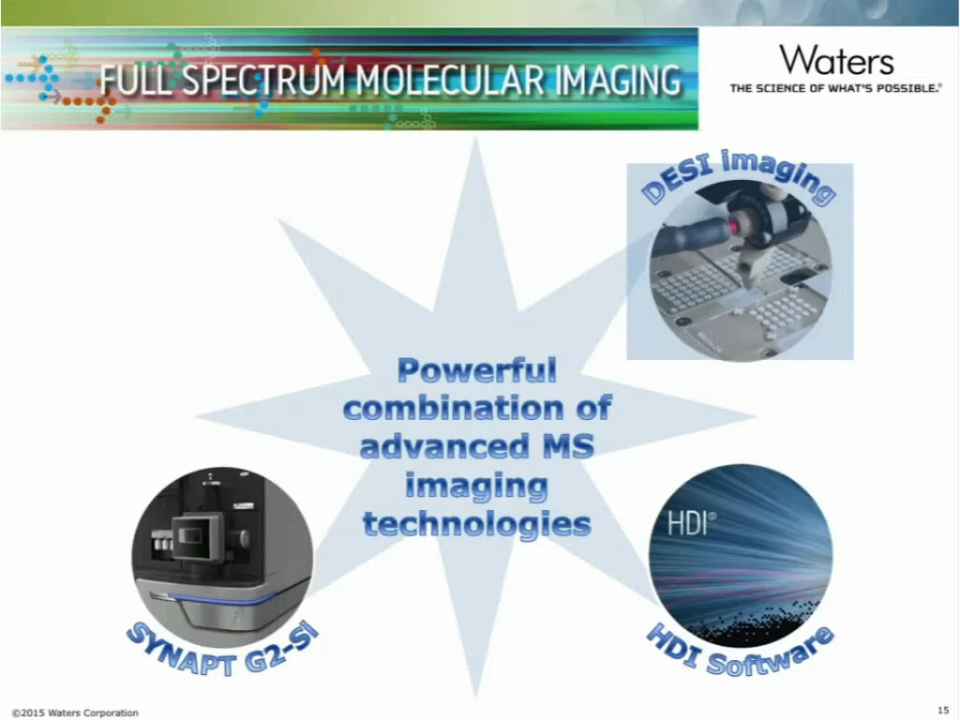 FULL SPECTRUM MOLECULAR IMAGING
Waters
THE SCIENCE OF WHAT'S POSSIBLE.®
DESI imaging
Powerful
combination of
advanced MS
imaging
technologies
HDI®
SYNAPT G2-Si
HDI Software
©2015 Waters Corporation
15